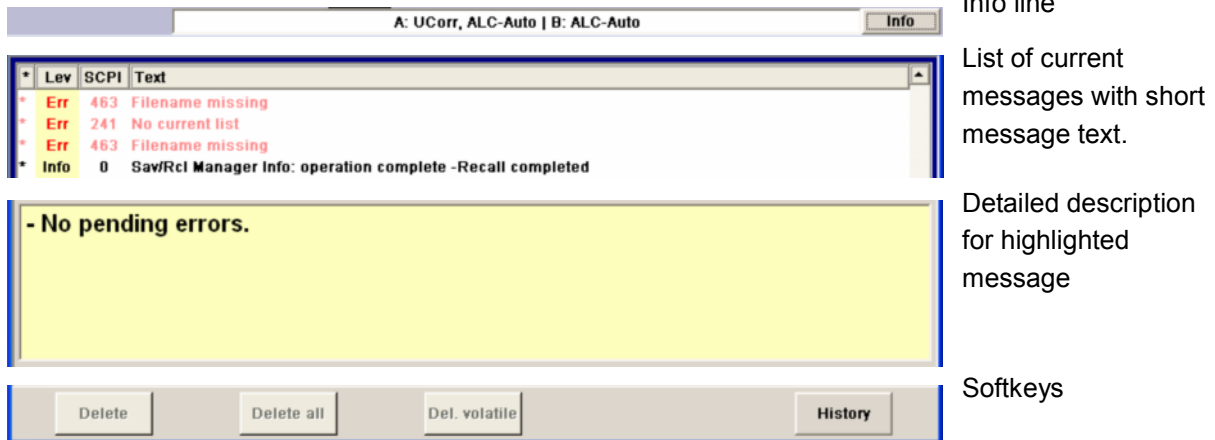 Info line
A: UCorr, ALC-Auto | B: ALC-Auto
Info
* Lev SCPI Text
* Err 463 Filename missing
* Err 241 No current list
* Err 463 Filename missing
* Info 0 Sav/Rcl Manager Info: operation complete -Recall completed
List of current
messages with short
message text.
- No pending errors.
Detailed description
for highlighted
message
Delete Delete all Del. volatile History
Softkeys